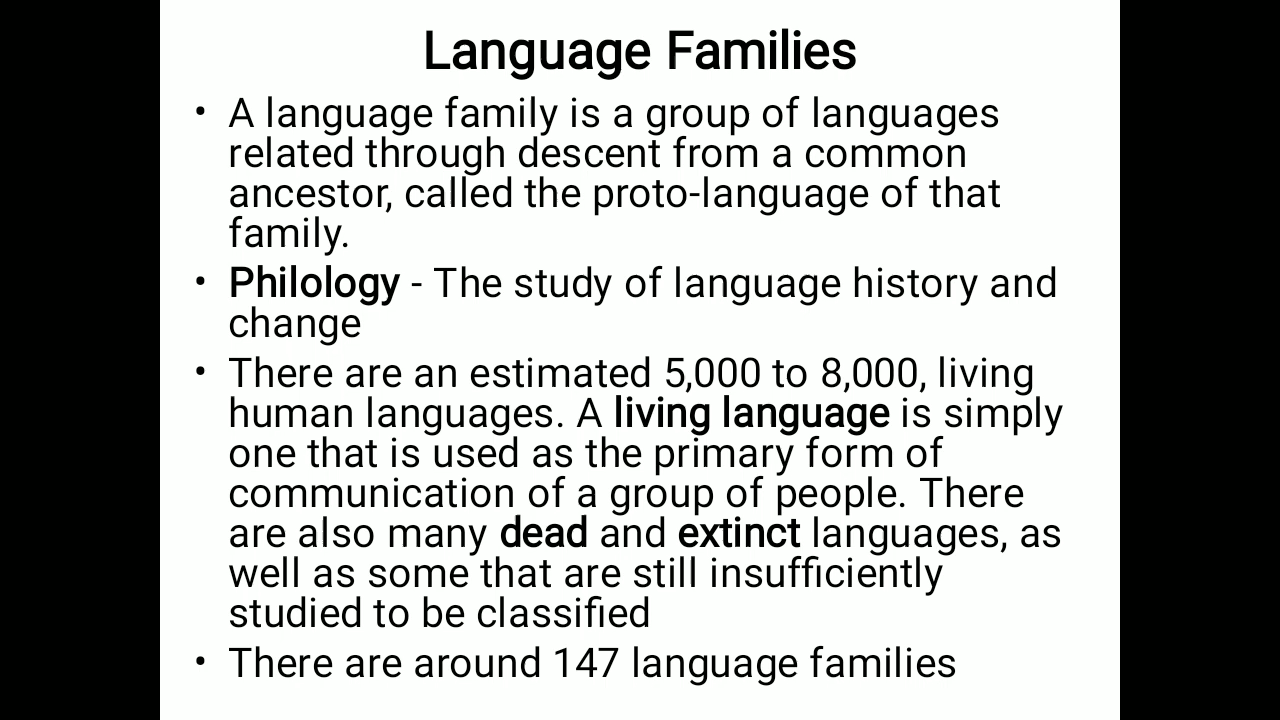 Language Families
• A language family is a group of languages
related through descent from a common
ancestor, called the proto-language of that
family.
• Philology - The study of language history and
change
• There are an estimated 5,000 to 8,000, living
human languages. A living language is simply
one that is used as the primary form of
communication of a group of people. There
are also many dead and extinct languages, as
well as some that are still insufficiently
studied to be classified
• There are around 147 language families